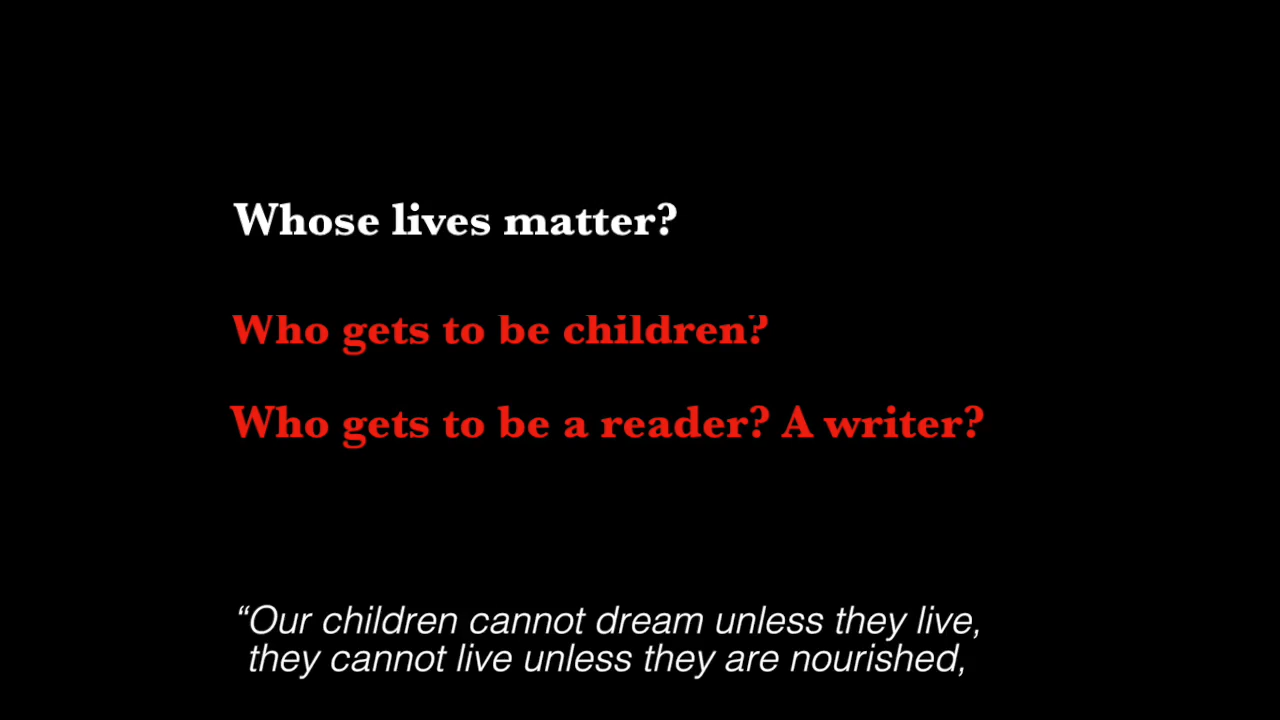 Whose lives matter?
Who gets to be children?
Who gets to be a reader? A writer?
“Our children cannot dream unless they live,
they cannot live unless they are nourished,